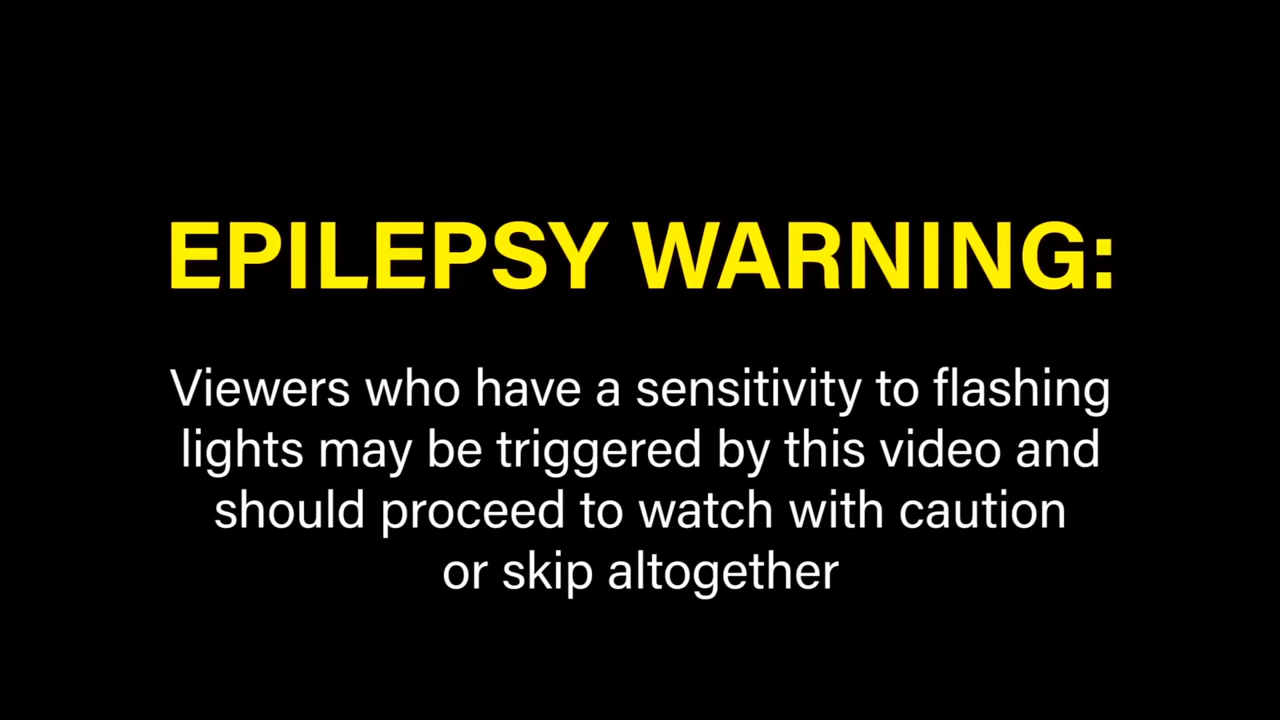 EPILEPSY WARNING:
Viewers who have a sensitivity to flashing
lights may be triggered by this video and
should proceed to watch with caution
or skip altogether